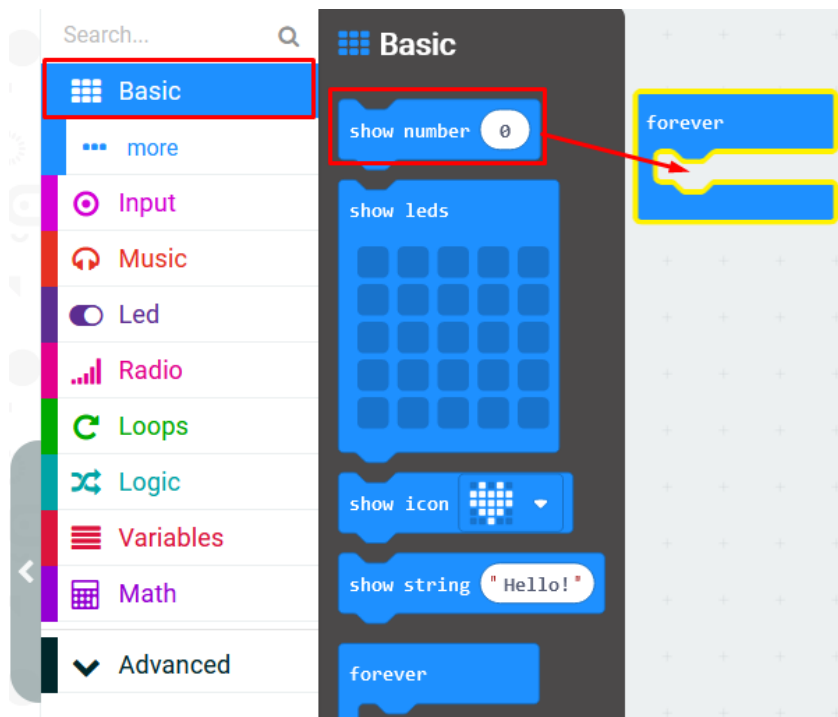 Search...
Basic
more
Input
Music
Led
Radio
Loops
Logic
Variables
Math
Advanced
Basic
show number 0
show leds
show icon
show string "Hello!"
forever
forever